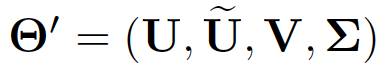 Θ′ = (U, Ũ, V, Σ)